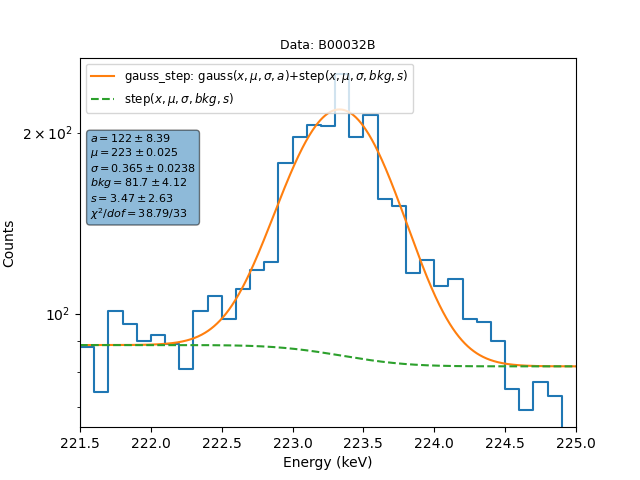 Data: B00032B
gauss_step: gauss(x, μ, σ, a)+step(x, μ, σ, bkg, s)
step(x, μ, σ, bkg, s)
a = 122 ± 8.39
μ = 223 ± 0.025
σ = 0.365 ± 0.0238
bkg = 81.7 ± 4.12
s = 3.47 ± 2.63
χ²/dof = 38.79/33
2 × 10²
10²
Counts
221.5 222.0 222.5 223.0 223.5 224.0 224.5 225.0
Energy (keV)